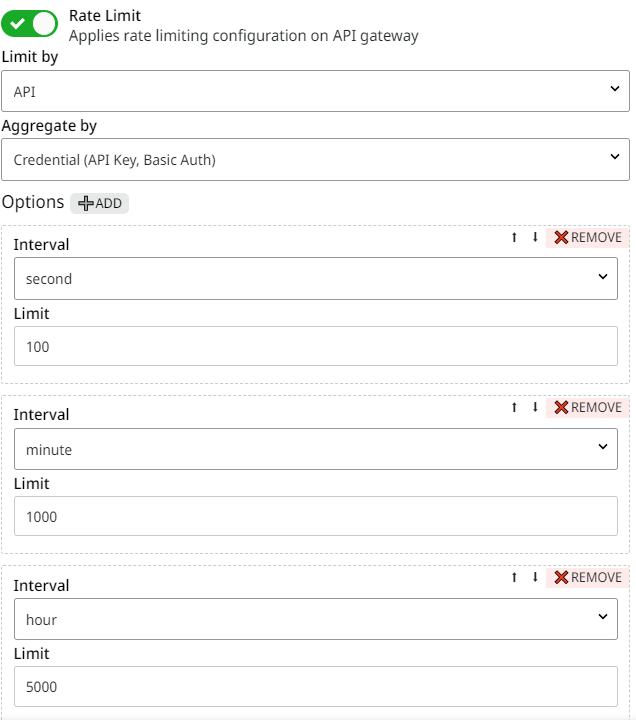 Rate Limit
Applies rate limiting configuration on API gateway
Limit by
API
Aggregate by
Credential (API Key, Basic Auth)
Options ADD
REMOVE
Interval
second
Limit
100
REMOVE
Interval
minute
Limit
1000
REMOVE
Interval
hour
Limit
5000